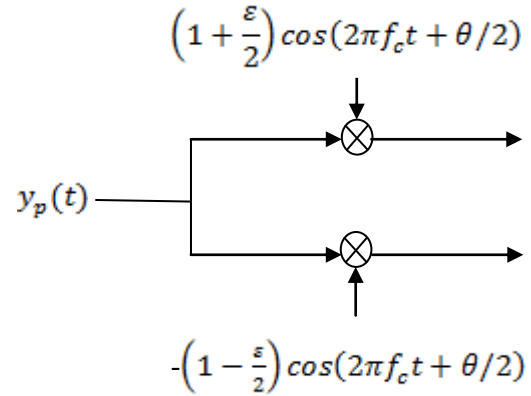 (1 + ε/2) cos(2πf_c t + θ/2)
y_p(t)
-(1 − ε/2) cos(2πf_c t + θ/2)